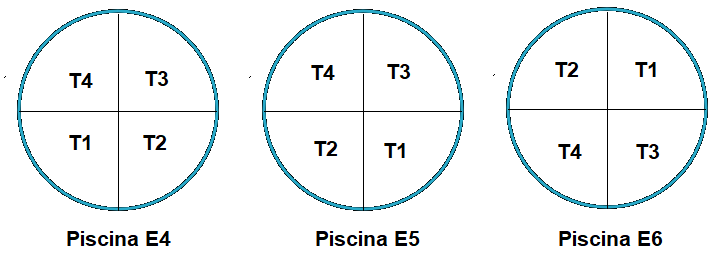 T4 T3
T1 T2
Piscina E4
T4 T3
T2 T1
Piscina E5
T2 T1
T4 T3
Piscina E6